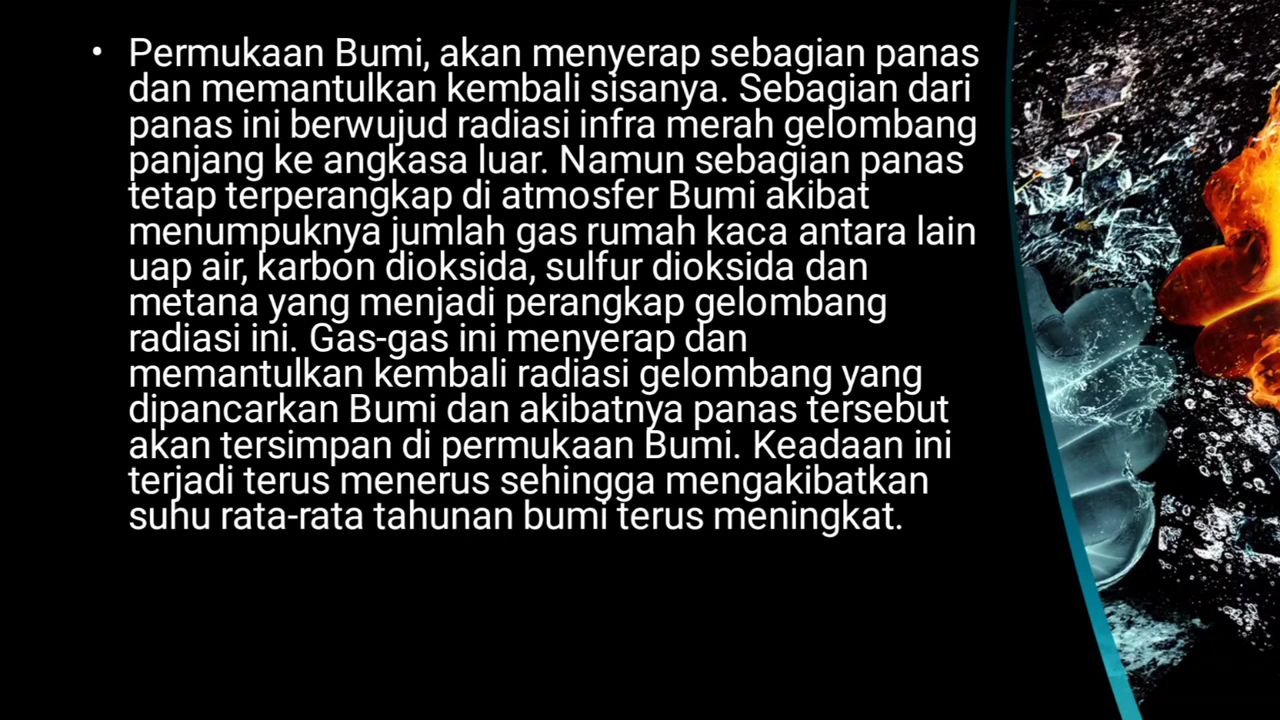 • Permukaan Bumi, akan menyerap sebagian panas
dan memantulkan kembali sisanya. Sebagian dari
panas ini berwujud radiasi infra merah gelombang
panjang ke angkasa luar. Namun sebagian panas
tetap terperangkap di atmosfer Bumi akibat
menumpuknya jumlah gas rumah kaca antara lain
uap air, karbon dioksida, sulfur dioksida dan
metana yang menjadi perangkap gelombang
radiasi ini. Gas-gas ini menyerap dan
memantulkan kembali radiasi gelombang yang
dipancarkan Bumi dan akibatnya panas tersebut
akan tersimpan di permukaan Bumi. Keadaan ini
terjadi terus menerus sehingga mengakibatkan
suhu rata-rata tahunan bumi terus meningkat.